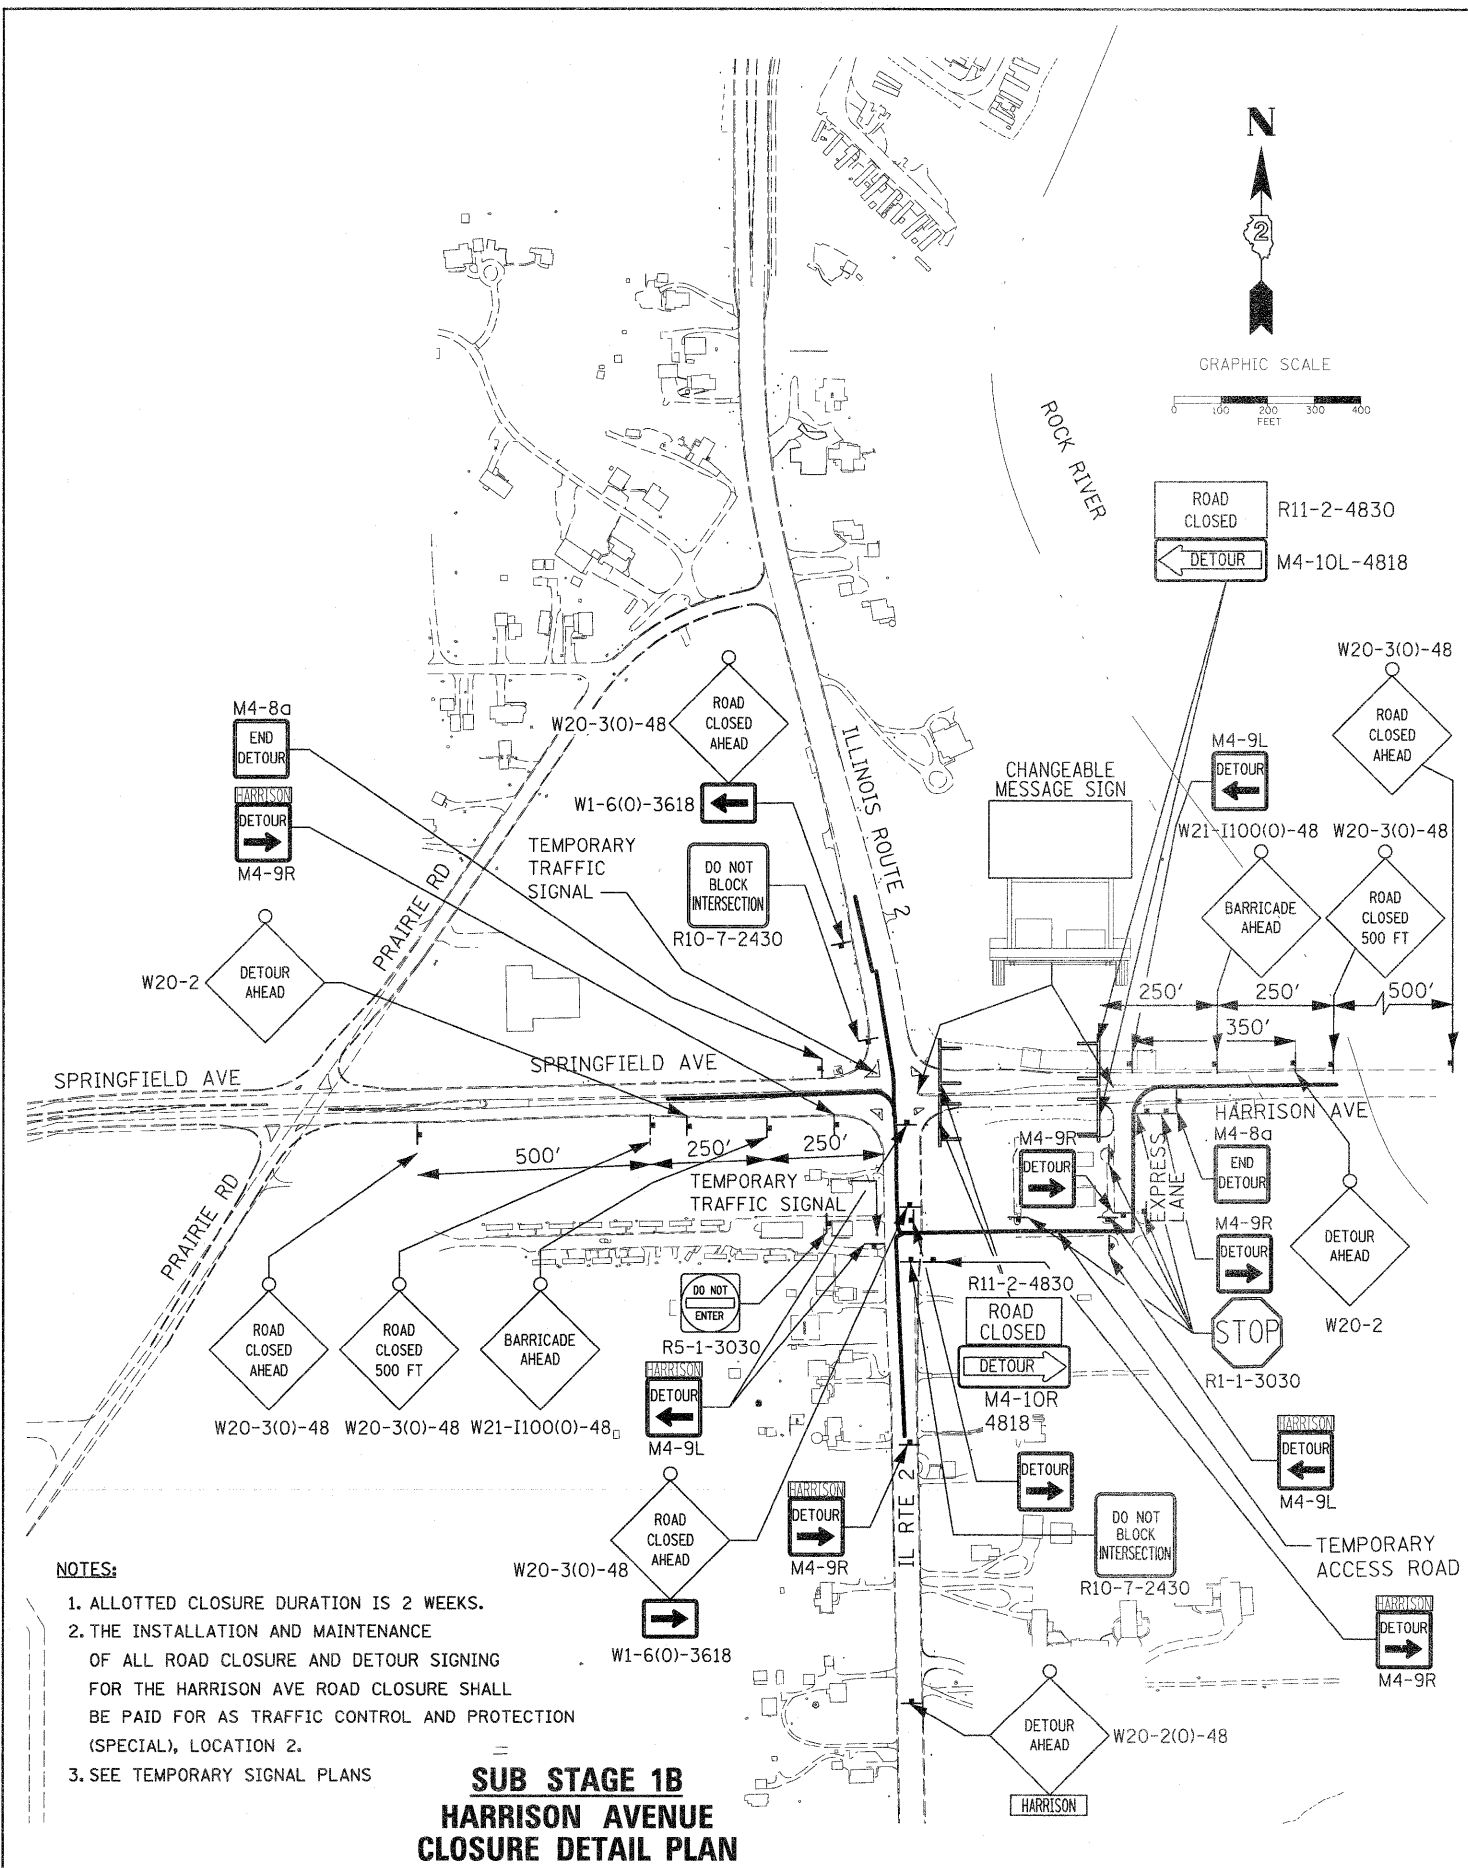 N
2
GRAPHIC SCALE
0 100 200 300 400
FEET
ROCK RIVER
ROAD
CLOSED
R11-2-4830
DETOUR
M4-10L-4818
W20-3(0)-48
ROAD
CLOSED
AHEAD
M4-8a
END
DETOUR
HARRISON
DETOUR
M4-9R
W20-3(0)-48
ROAD
CLOSED
AHEAD
W1-6(0)-3618
ILLINOIS ROUTE 2
TEMPORARY
TRAFFIC
SIGNAL
DO NOT
BLOCK
INTERSECTION
R10-7-2430
CHANGEABLE
MESSAGE SIGN
M4-9L
DETOUR
W21-I100(0)-48
BARRICADE
AHEAD
W20-3(0)-48
ROAD
CLOSED
500 FT
PRAIRIE RD
W20-2
DETOUR
AHEAD
250'
250'
500'
350'
SPRINGFIELD AVE
SPRINGFIELD AVE
HARRISON AVE
500'
250'
250'
PRAIRIE RD
TEMPORARY
TRAFFIC SIGNAL
M4-9R
DETOUR
EXPRESS
LANE
M4-8a
END
DETOUR
M4-9R
DETOUR
DETOUR
AHEAD
W20-2
STOP
R1-1-3030
ROAD
CLOSED
AHEAD
W20-3(0)-48
ROAD
CLOSED
500 FT
W20-3(0)-48
BARRICADE
AHEAD
W21-I100(0)-48
DO NOT
ENTER
R5-1-3030
HARRISON
DETOUR
M4-9L
R11-2-4830
ROAD
CLOSED
DETOUR
M4-10R
4818
HARRISON
DETOUR
M4-9L
ROAD
CLOSED
AHEAD
W20-3(0)-48
W1-6(0)-3618
HARRISON
DETOUR
M4-9R
IL RTE 2
DETOUR
DO NOT
BLOCK
INTERSECTION
R10-7-2430
TEMPORARY
ACCESS ROAD
HARRISON
DETOUR
M4-9R
DETOUR
AHEAD
W20-2(0)-48
HARRISON
NOTES:
1. ALLOTTED CLOSURE DURATION IS 2 WEEKS.
2. THE INSTALLATION AND MAINTENANCE
OF ALL ROAD CLOSURE AND DETOUR SIGNING
FOR THE HARRISON AVE ROAD CLOSURE SHALL
BE PAID FOR AS TRAFFIC CONTROL AND PROTECTION
(SPECIAL), LOCATION 2.
3. SEE TEMPORARY SIGNAL PLANS
SUB STAGE 1B
HARRISON AVENUE
CLOSURE DETAIL PLAN